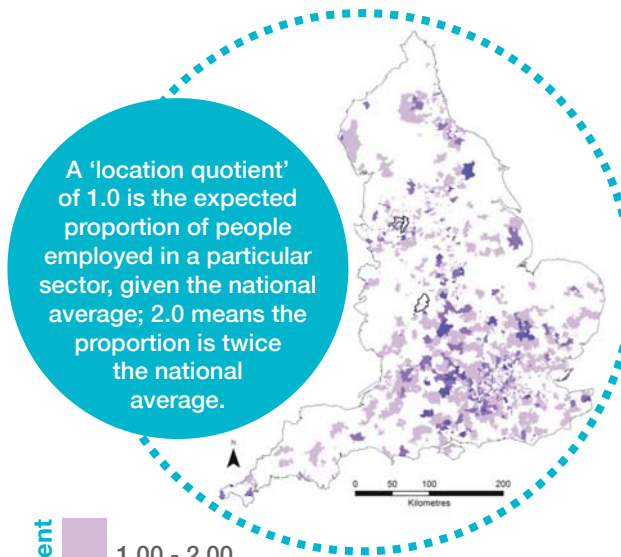 A 'location quotient'
of 1.0 is the expected
proportion of people
employed in a particular
sector, given the national
average; 2.0 means the
proportion is twice
the national
average.
N
0 50 100 200
Kilometres
ent
1.00 - 2.00